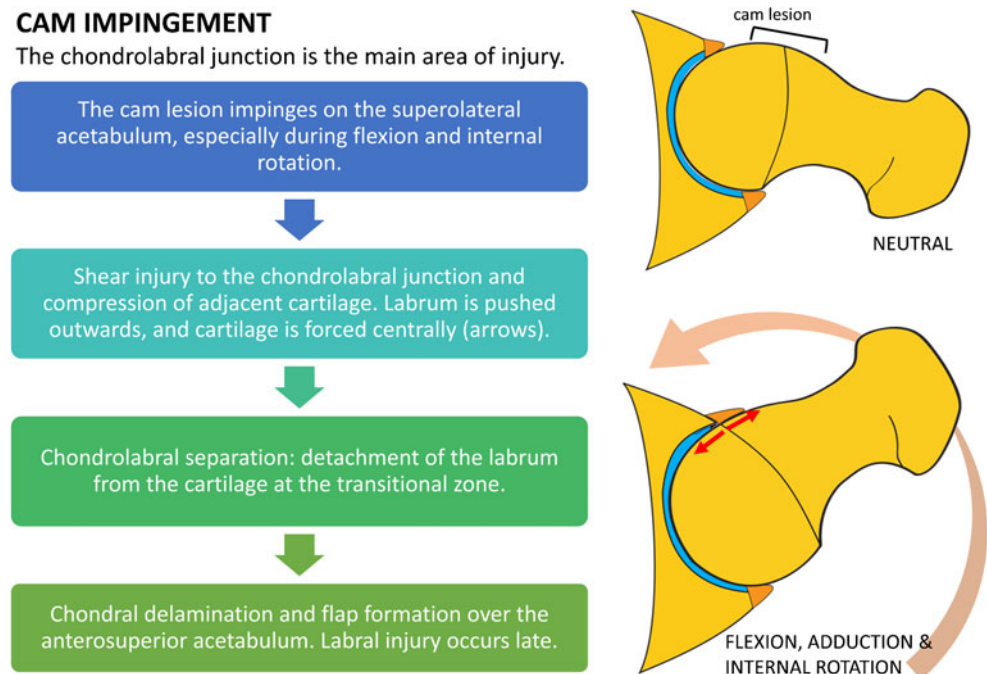 CAM IMPINGEMENT
The chondrolabral junction is the main area of injury.
The cam lesion impinges on the superolateral
acetabulum, especially during flexion and internal
rotation.
Shear injury to the chondrolabral junction and
compression of adjacent cartilage. Labrum is pushed
outwards, and cartilage is forced centrally (arrows).
Chondrolabral separation: detachment of the labrum
from the cartilage at the transitional zone.
Chondral delamination and flap formation over the
anterosuperior acetabulum. Labral injury occurs late.
cam lesion
NEUTRAL
FLEXION, ADDUCTION &
INTERNAL ROTATION